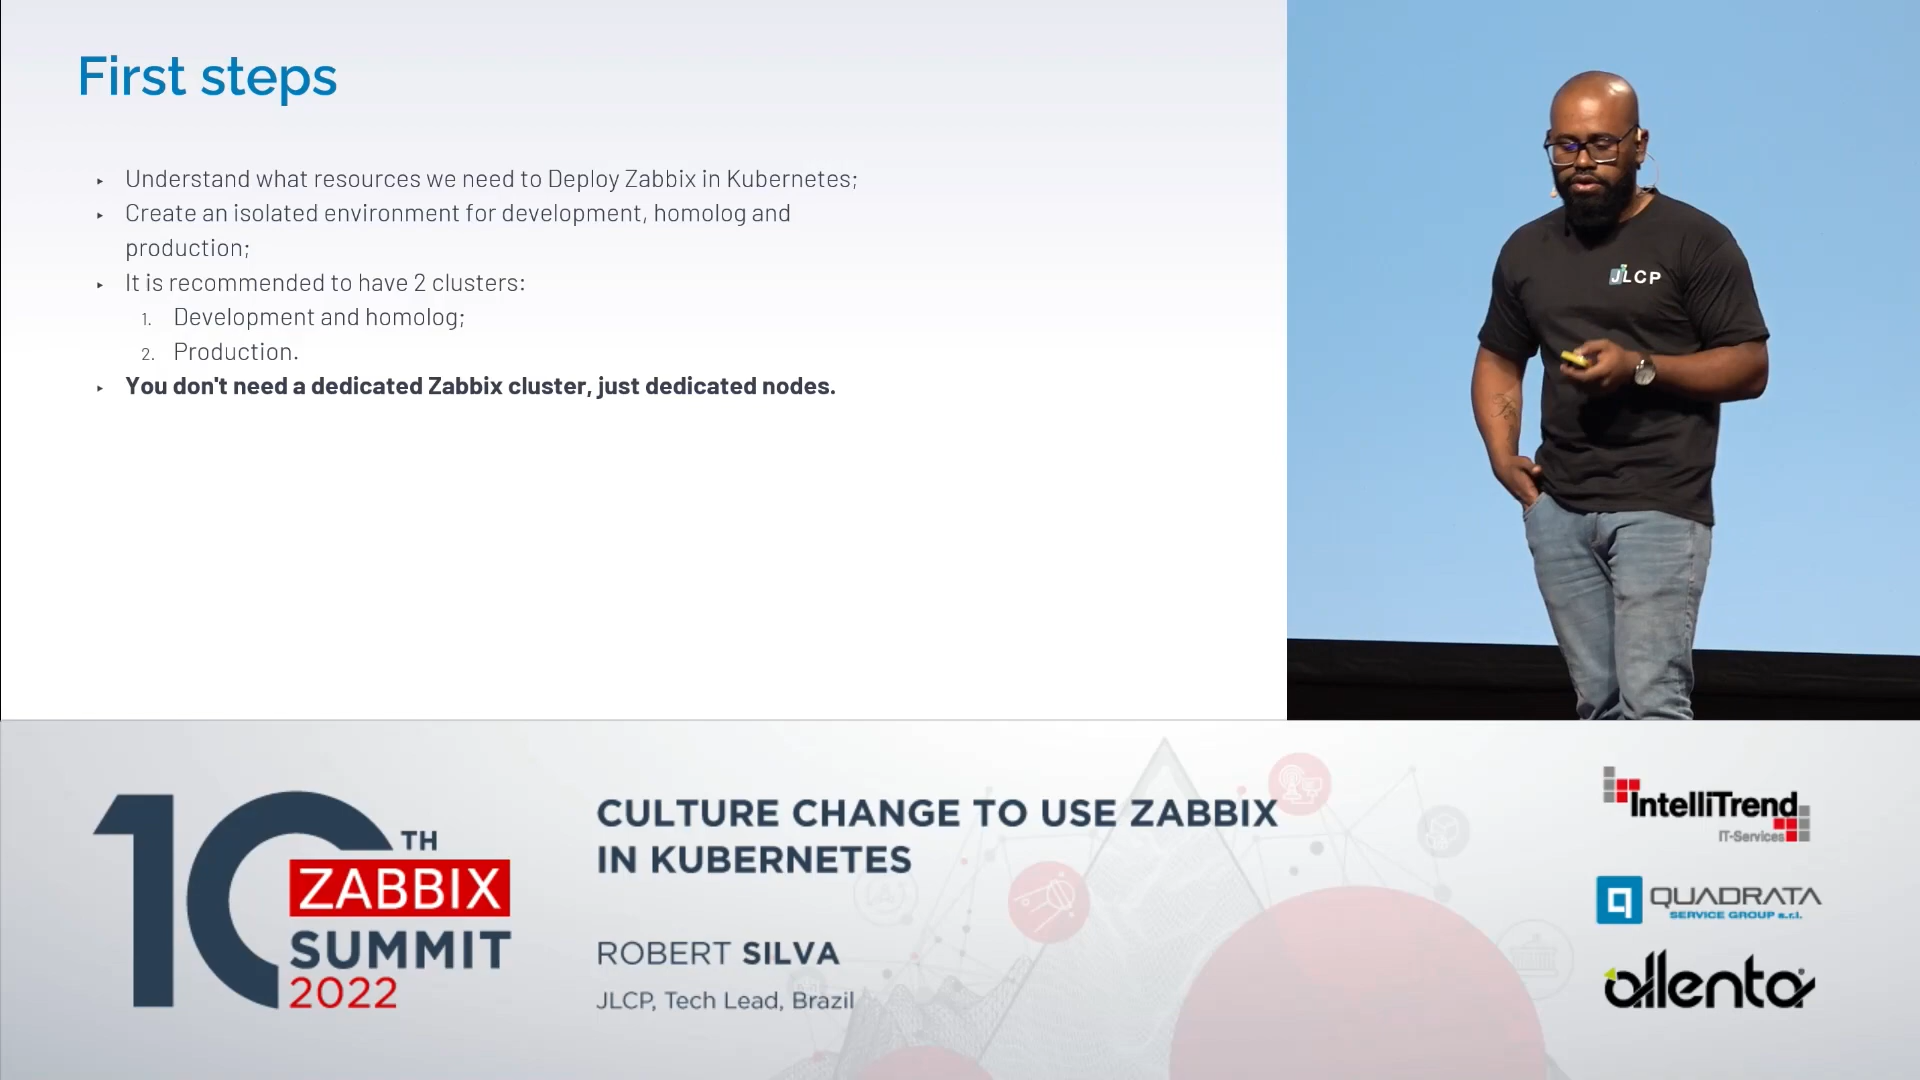 First steps
Understand what resources we need to Deploy Zabbix in Kubernetes;
Create an isolated environment for development, homolog and
production;
It is recommended to have 2 clusters:
1. Development and homolog;
2. Production.
You don't need a dedicated Zabbix cluster, just dedicated nodes.
JLCP
10TH
ZABBIX
SUMMIT
2022
CULTURE CHANGE TO USE ZABBIX
IN KUBERNETES
ROBERT SILVA
JLCP, Tech Lead, Brazil
IntelliTrend
IT-Services
QUADRATA
SERVICE GROUP s.r.l.
allenta